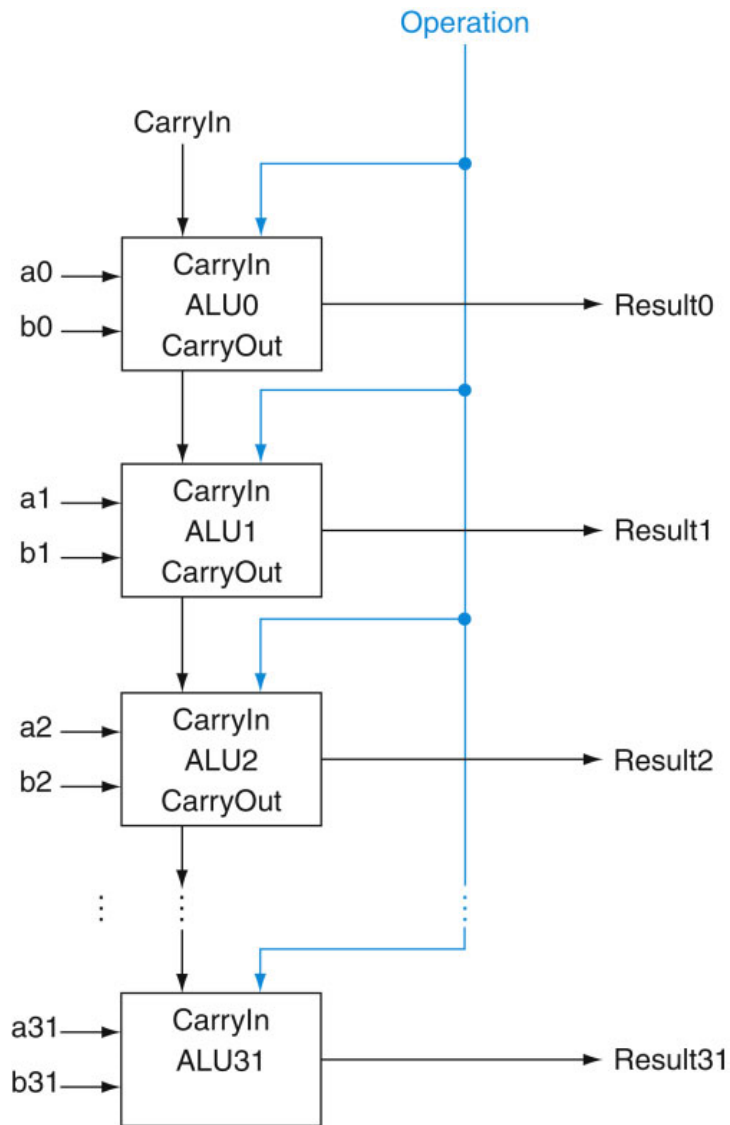 Operation
CarryIn
a0
b0
CarryIn
ALU0
CarryOut
Result0
a1
b1
CarryIn
ALU1
CarryOut
Result1
a2
b2
CarryIn
ALU2
CarryOut
Result2
a31
b31
CarryIn
ALU31
Result31